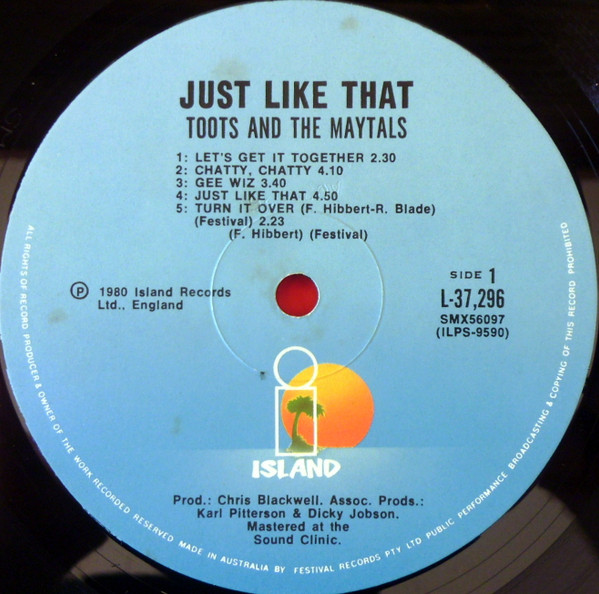 JUST LIKE THAT
TOOTS AND THE MAYTALS
1: LET'S GET IT TOGETHER 2.30
2: CHATTY, CHATTY 4.10
3: GEE WIZ 3.40
4: JUST LIKE THAT 4.50
5: TURN IT OVER (F. Hibbert-R. Blade)
(Festival) 2.23
(F. Hibbert) (Festival)
Ⓟ 1980 Island Records
Ltd., England
SIDE 1
L-37,296
SMX56097
(ILPS-9590)
i
ISLAND
Prod.: Chris Blackwell. Assoc. Prods.:
Karl Pitterson & Dicky Jobson.
Mastered at the
Sound Clinic.
ALL RIGHTS OF RECORD PRODUCER & OWNER OF THE WORK RECORDED RESERVED MADE IN AUSTRALIA BY FESTIVAL RECORDS PTY LTD PUBLIC PERFORMANCE BROADCASTING & COPYING OF THIS RECORD PROHIBITED